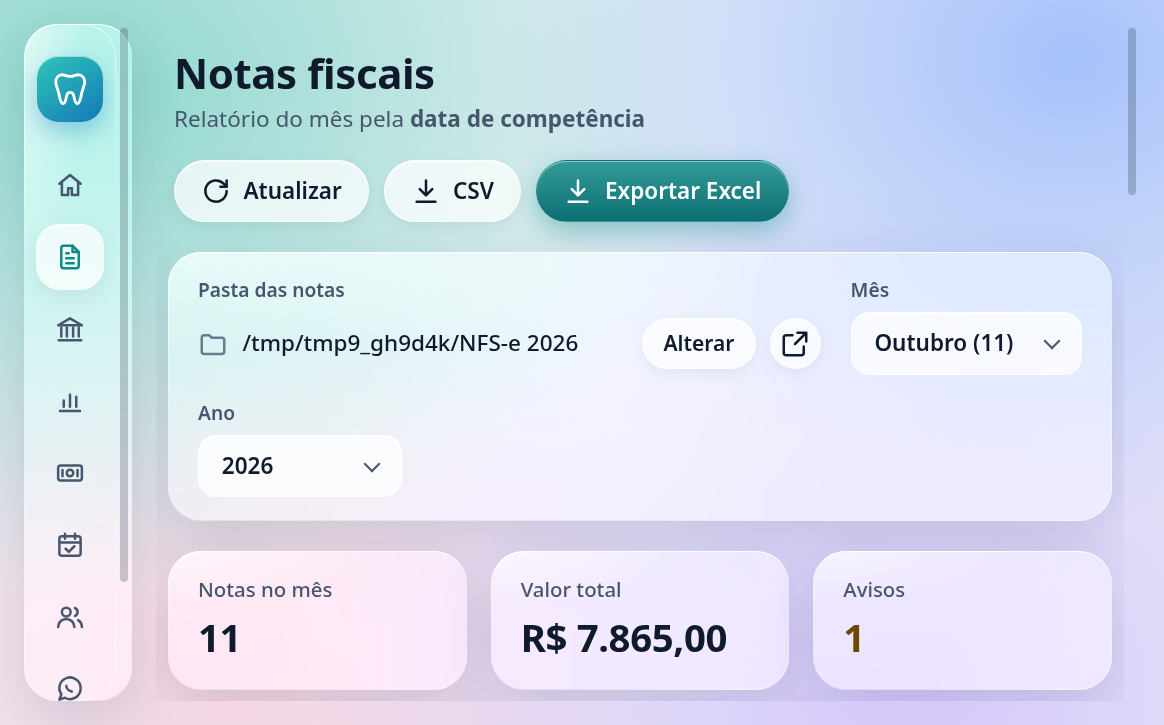 Notas fiscais
Relatório do mês pela data de competência
Atualizar
CSV
Exportar Excel
Pasta das notas
/tmp/tmp9_gh9d4k/NFS-e 2026
Alterar
Mês
Outubro (11)
Ano
2026
Notas no mês
11
Valor total
R$ 7.865,00
Avisos
1